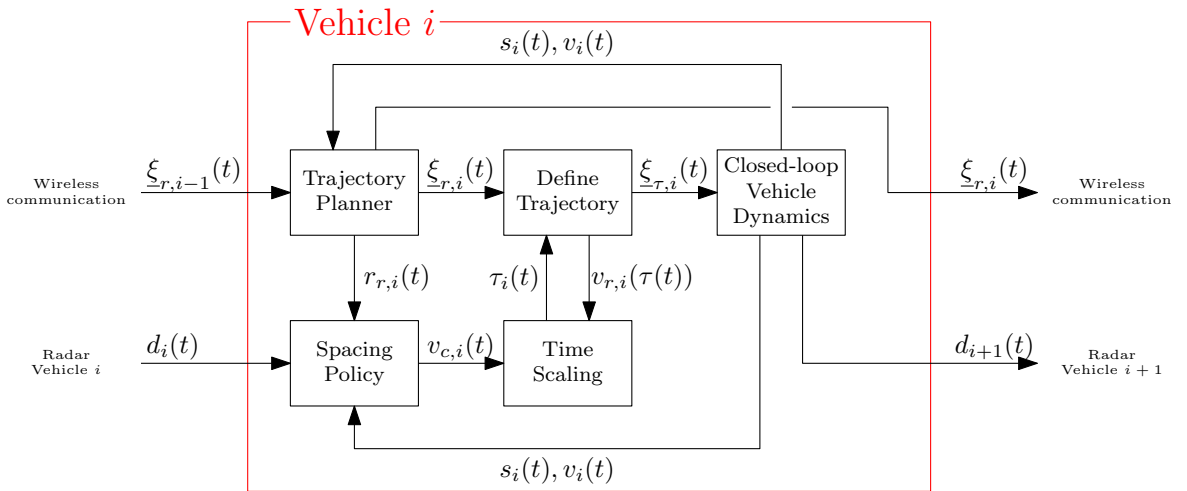 Vehicle i
s_i(t), v_i(t)
Wireless
communication
ξ_{r,i−1}(t)
Trajectory
Planner
ξ_{r,i}(t)
Define
Trajectory
ξ_{τ,i}(t)
Closed-loop
Vehicle
Dynamics
ξ_{r,i}(t)
Wireless
communication
r_{r,i}(t)
τ_i(t)
v_{r,i}(τ(t))
Radar
Vehicle i
d_i(t)
Spacing
Policy
v_{c,i}(t)
Time
Scaling
d_{i+1}(t)
Radar
Vehicle i + 1
s_i(t), v_i(t)